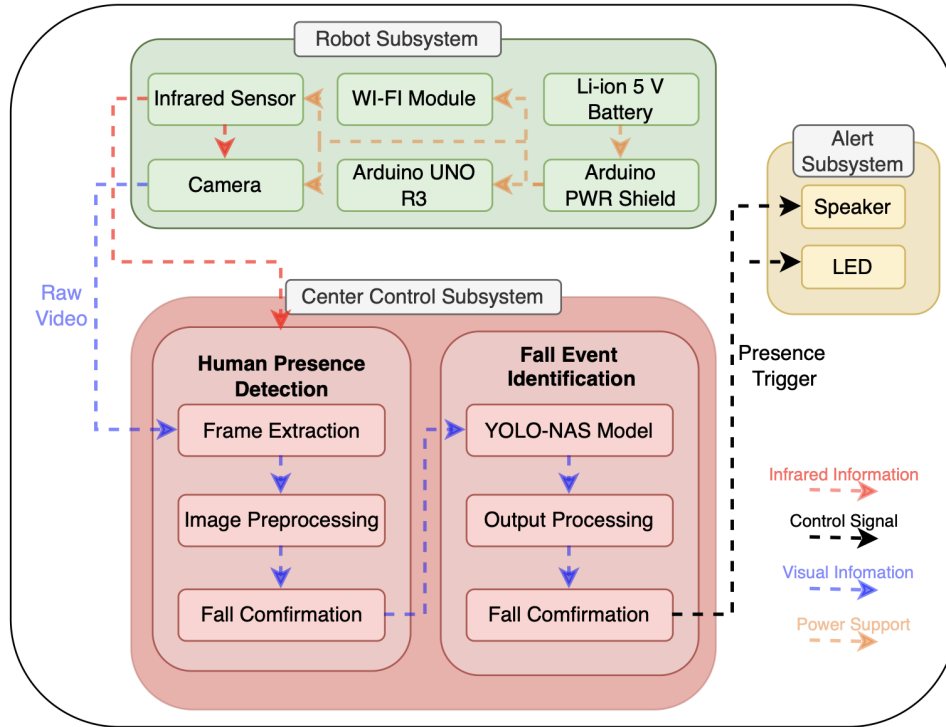 Robot Subsystem
Infrared Sensor
WI-FI Module
Li-ion 5 V
Battery
Camera
Arduino UNO
R3
Arduino
PWR Shield
Alert
Subsystem
Speaker
LED
Raw
Video
Center Control Subsystem
Human Presence
Detection
Frame Extraction
Image Preprocessing
Fall Comfirmation
Fall Event
Identification
YOLO-NAS Model
Output Processing
Fall Comfirmation
Presence
Trigger
Infrared Information
Control Signal
Visual Infomation
Power Support